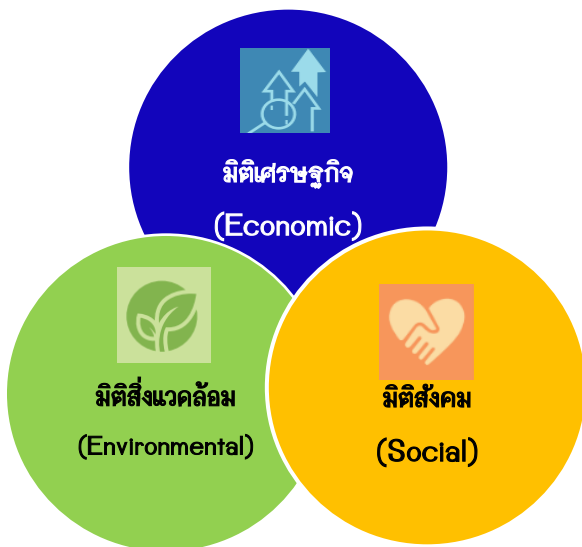 มิติเศรษฐกิจ
(Economic)
มิติสิ่งแวดล้อม
(Environmental)
มิติสังคม
(Social)